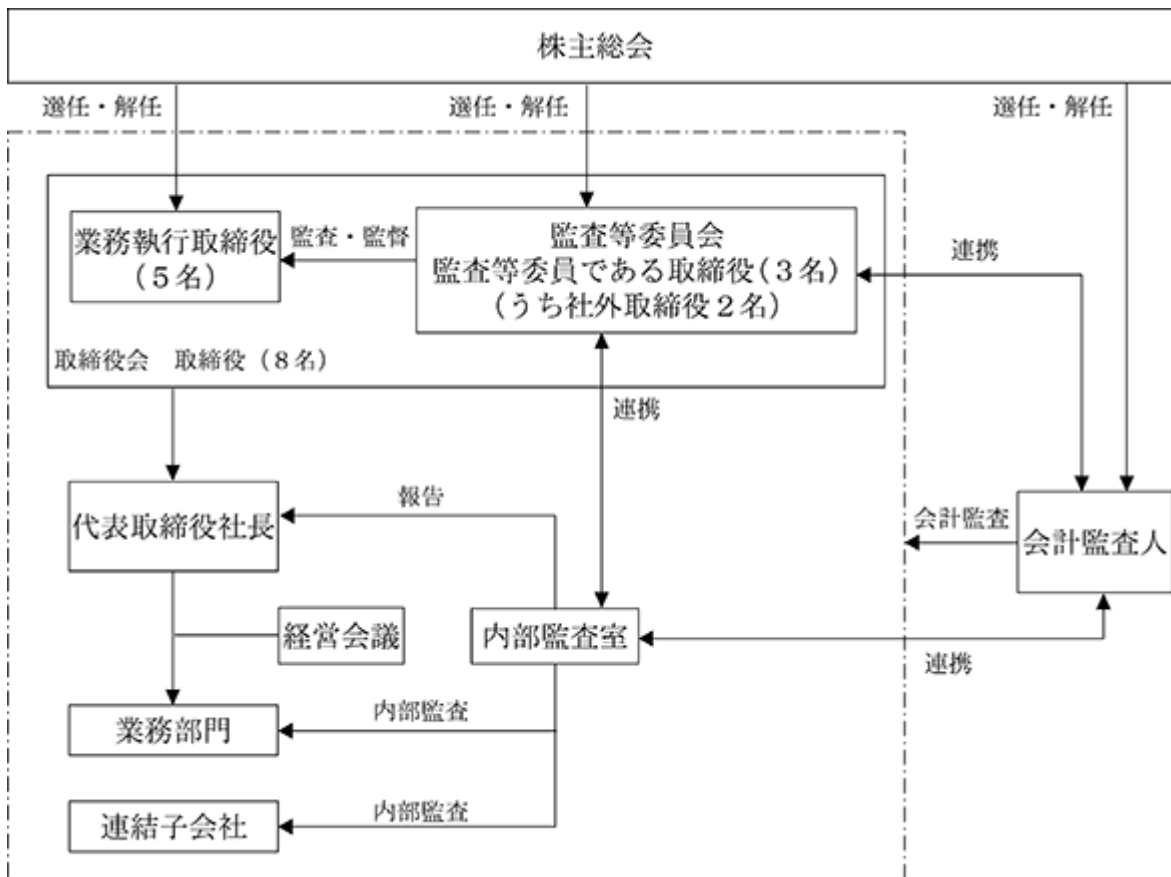 株主総会
選任・解任
選任・解任
選任・解任
業務執行取締役
(5名)
監査・監督
監査等委員会
監査等委員である取締役(3名)
(うち社外取締役2名)
連携
取締役会 取締役(8名)
連携
代表取締役社長
報告
会計監査
会計監査人
経営会議
内部監査室
連携
業務部門
内部監査
連結子会社
内部監査